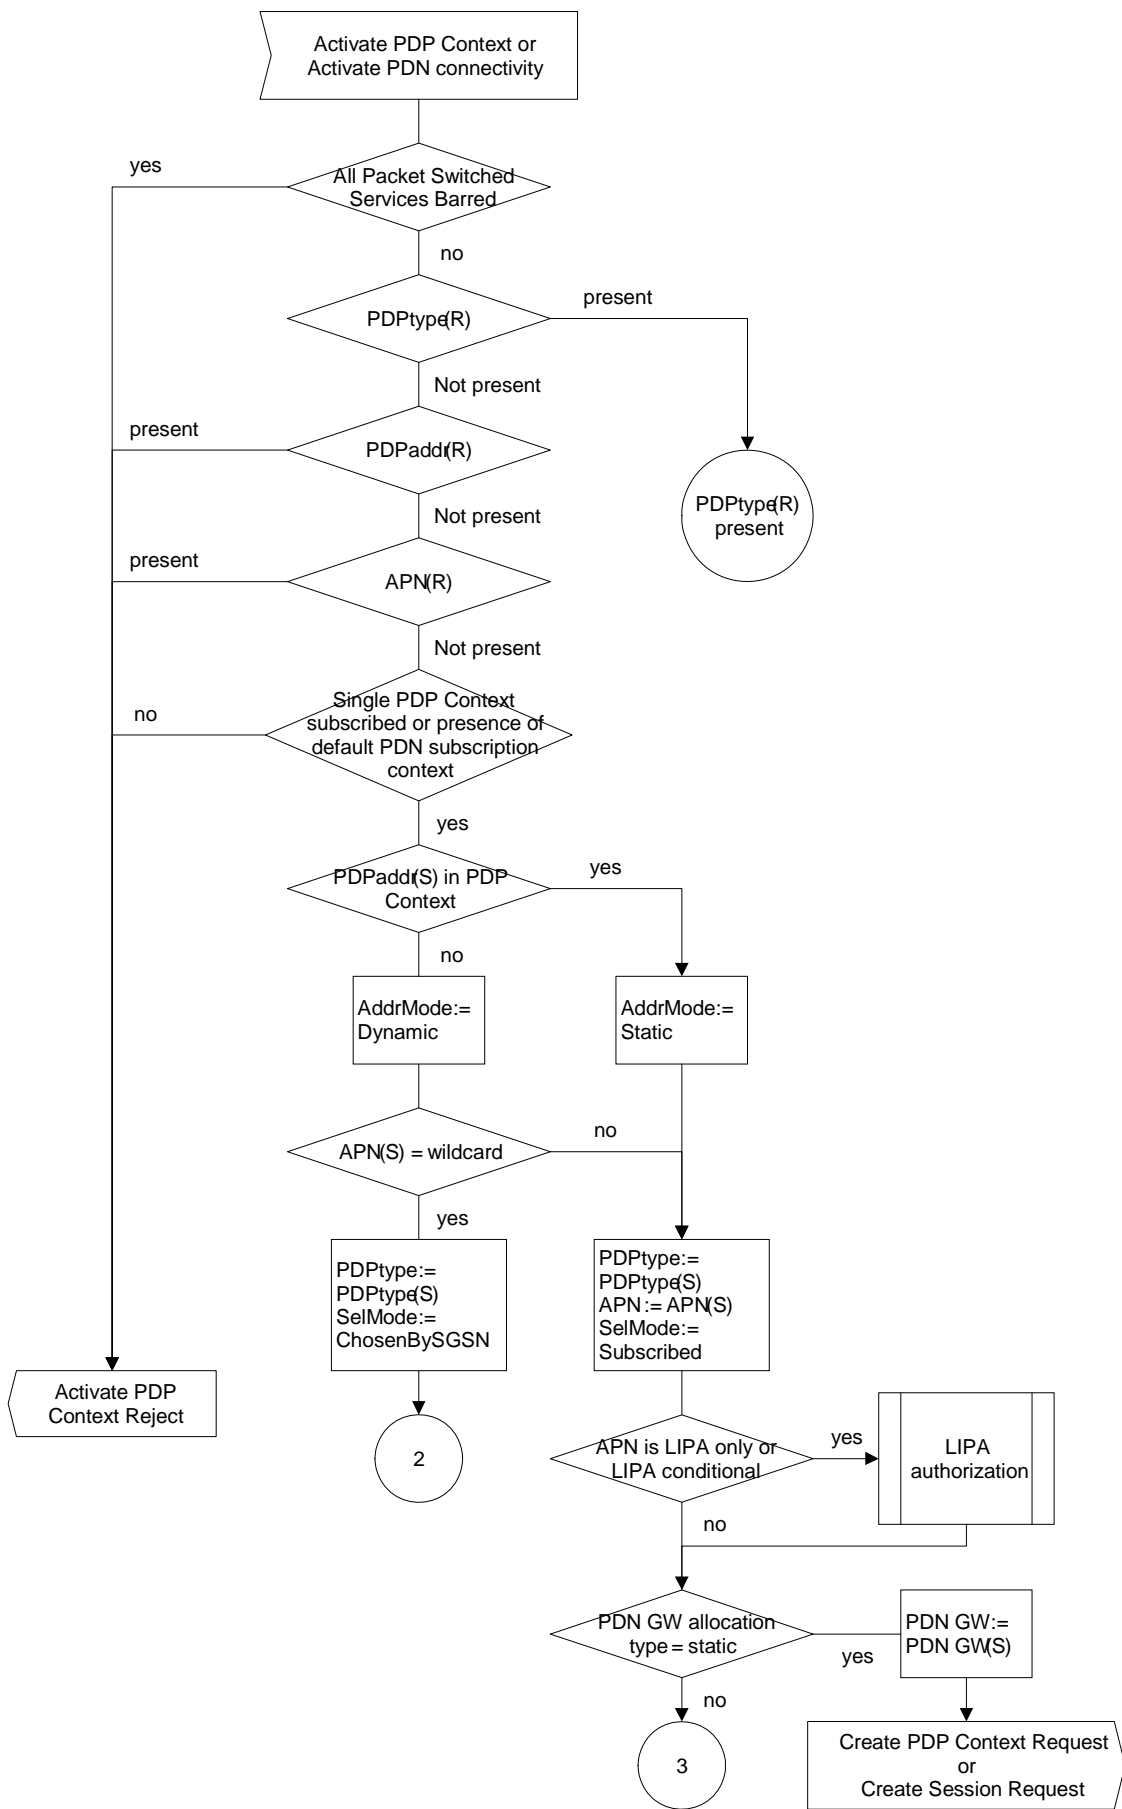 Activate PDP Context or
Activate PDN connectivity
yes
All Packet Switched
Services Barred
no
present
PDPtype(R)
Not present
present
PDPaddr(R)
PDPtype(R)
present
Not present
present
APN(R)
Not present
Single PDP Context
subscribed or presence of
default PDN subscription
context
no
yes
PDPaddr(S) in PDP
Context
yes
no
AddrMode:=
Dynamic
AddrMode:=
Static
APN(S) = wildcard
no
yes
PDPtype:=
PDPtype(S)
SelMode:=
ChosenBySGSN
PDPtype:=
PDPtype(S)
APN := APN(S)
SelMode:=
Subscribed
Activate PDP
Context Reject
2
APN is LIPA only or
LIPA conditional
yes
LIPA
authorization
no
PDN GW allocation
type = static
yes
PDN GW:=
PDN GW(S)
no
3
Create PDP Context Request
or
Create Session Request